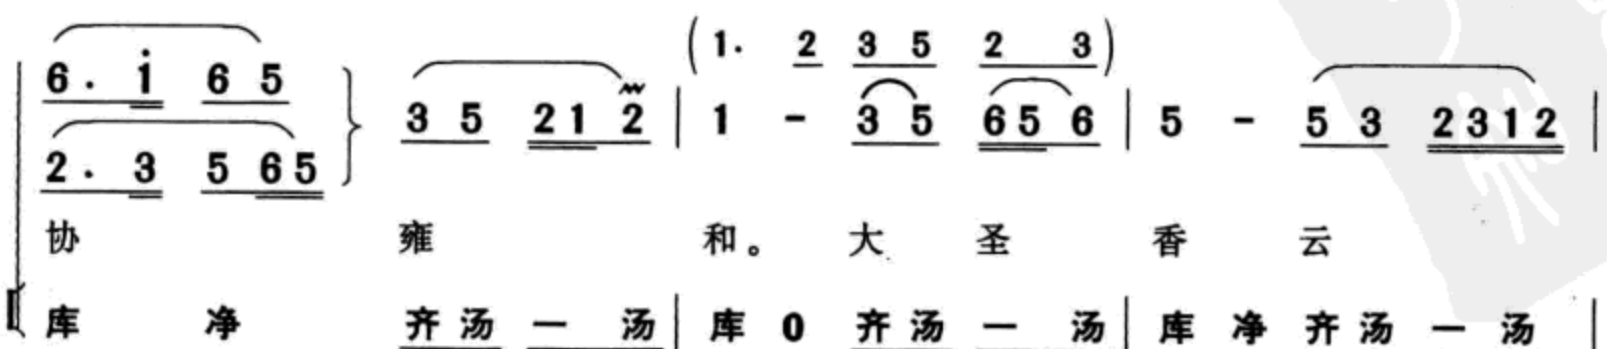 (1. 2 3 5 2 3)
6. i 6 5
3 5 2 1 2 | 1 - 3 5 6 5 6 | 5 - 5 3 2 3 1 2 |
2. 3 5 6 5
协 雍 和。 大 圣 香 云
库 净 齐 汤 一 汤 | 库 0 齐 汤 一 汤 | 库 净 齐 汤 一 汤 |